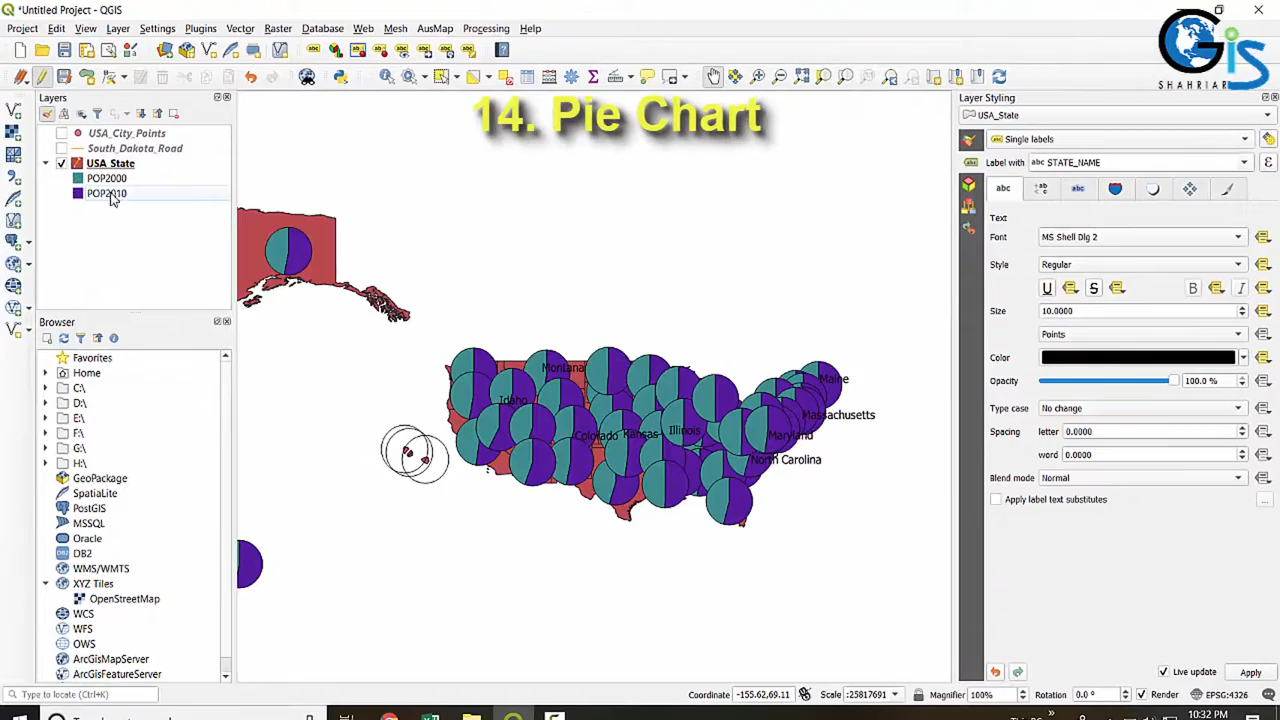 *Untitled Project - QGIS
Project Edit View Layer Settings Plugins Vector Raster Database Web Mesh AusMap Processing Help
GIS
SHAHRIAR
14. Pie Chart
Layers
USA_City_Points
South_Dakota_Road
USA_State
POP2000
POP2010
Browser
Favorites
Home
C:\
D:\
E:\
F:\
G:\
H:\
GeoPackage
SpatiaLite
PostGIS
MSSQL
Oracle
DB2
WMS/WMTS
XYZ Tiles
OpenStreetMap
WCS
WFS
OWS
ArcGisMapServer
ArcGisFeatureServer
Montana
Maine
Idaho
Massachusetts
Colorado Kansas Illinois
Maryland
North Carolina
Layer Styling
USA_State
Single labels
Label with abc STATE_NAME
Text
Font MS Shell Dlg 2
Style Regular
U S B I
Size 10.0000
Points
Color
Opacity 100.0 %
Type case No change
Spacing letter 0.0000
word 0.0000
Blend mode Normal
Apply label text substitutes
Live update Apply
Type to locate (Ctrl+K)
Coordinate -155.62,69.11 Scale :25817691 Magnifier 100% Rotation 0.0 ° Render EPSG:4326
10:32 PM